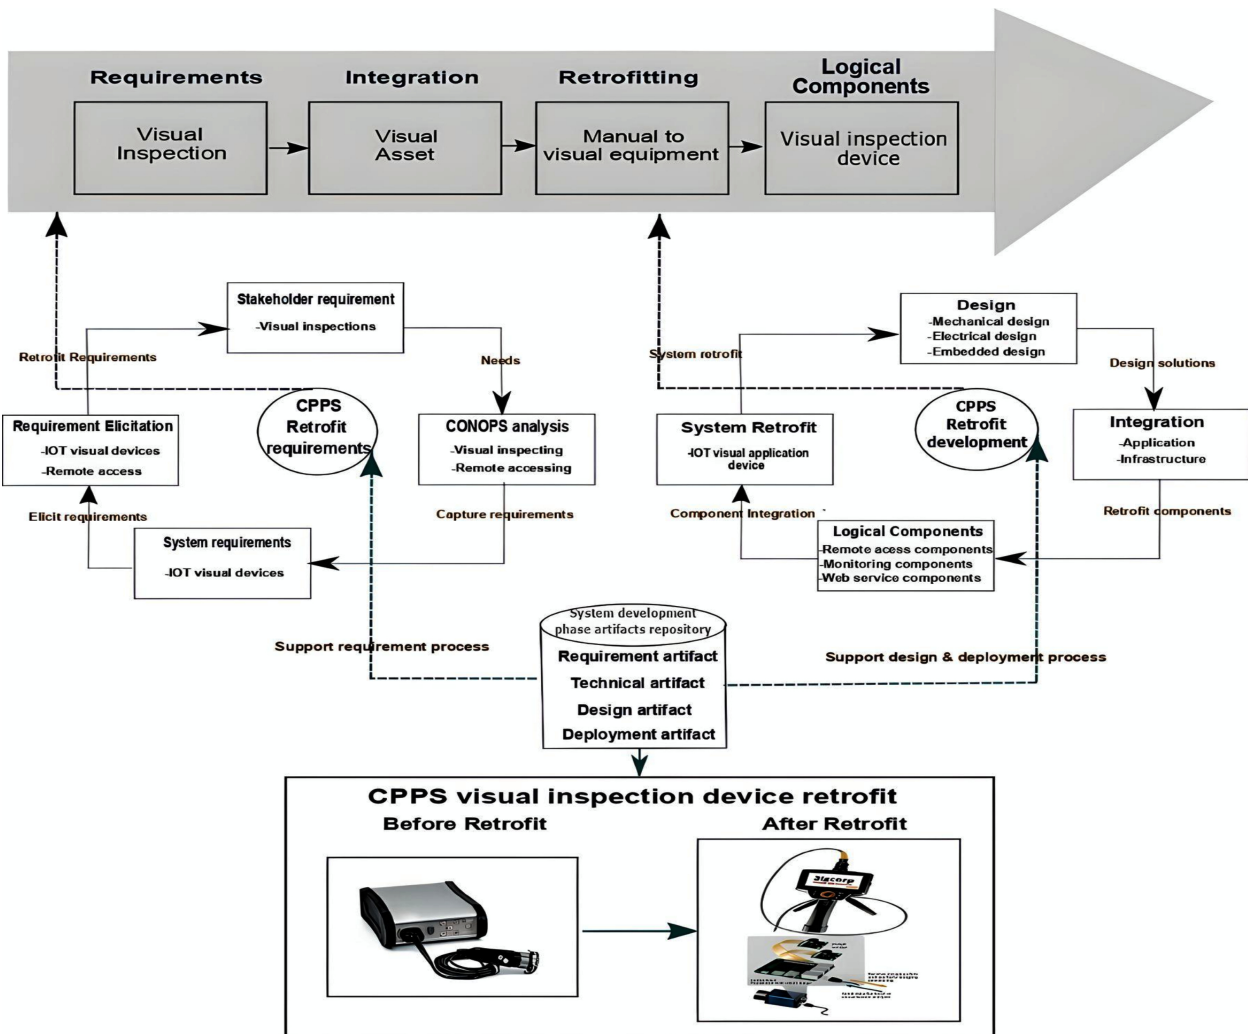 Requirements
Integration
Retrofitting
Logical
Components
Visual
Inspection
Visual
Asset
Manual to
visual equipment
Visual inspection
device
Stakeholder requirement
-Visual inspections
Retrofit Requirements
Needs
CPPS
Retrofit
requirements
Requirement Elicitation
-IOT visual devices
-Remote access
CONOPS analysis
-Visual inspecting
-Remote accessing
Elicit requirements
Capture requirements
System requirements
-IOT visual devices
Design
-Mechanical design
-Electrical design
-Embedded design
System retrofit
Design solutions
CPPS
Retrofit
development
System Retrofit
-IOT visual application
device
Integration
-Application
-Infrastructure
Component Integration
Retrofit components
Logical Components
-Remote acess components
-Monitoring components
-Web service components
System development
phase artifacts repository
Requirement artifact
Technical artifact
Design artifact
Deployment artifact
Support requirement process
Support design & deployment process
CPPS visual inspection device retrofit
Before Retrofit
After Retrofit